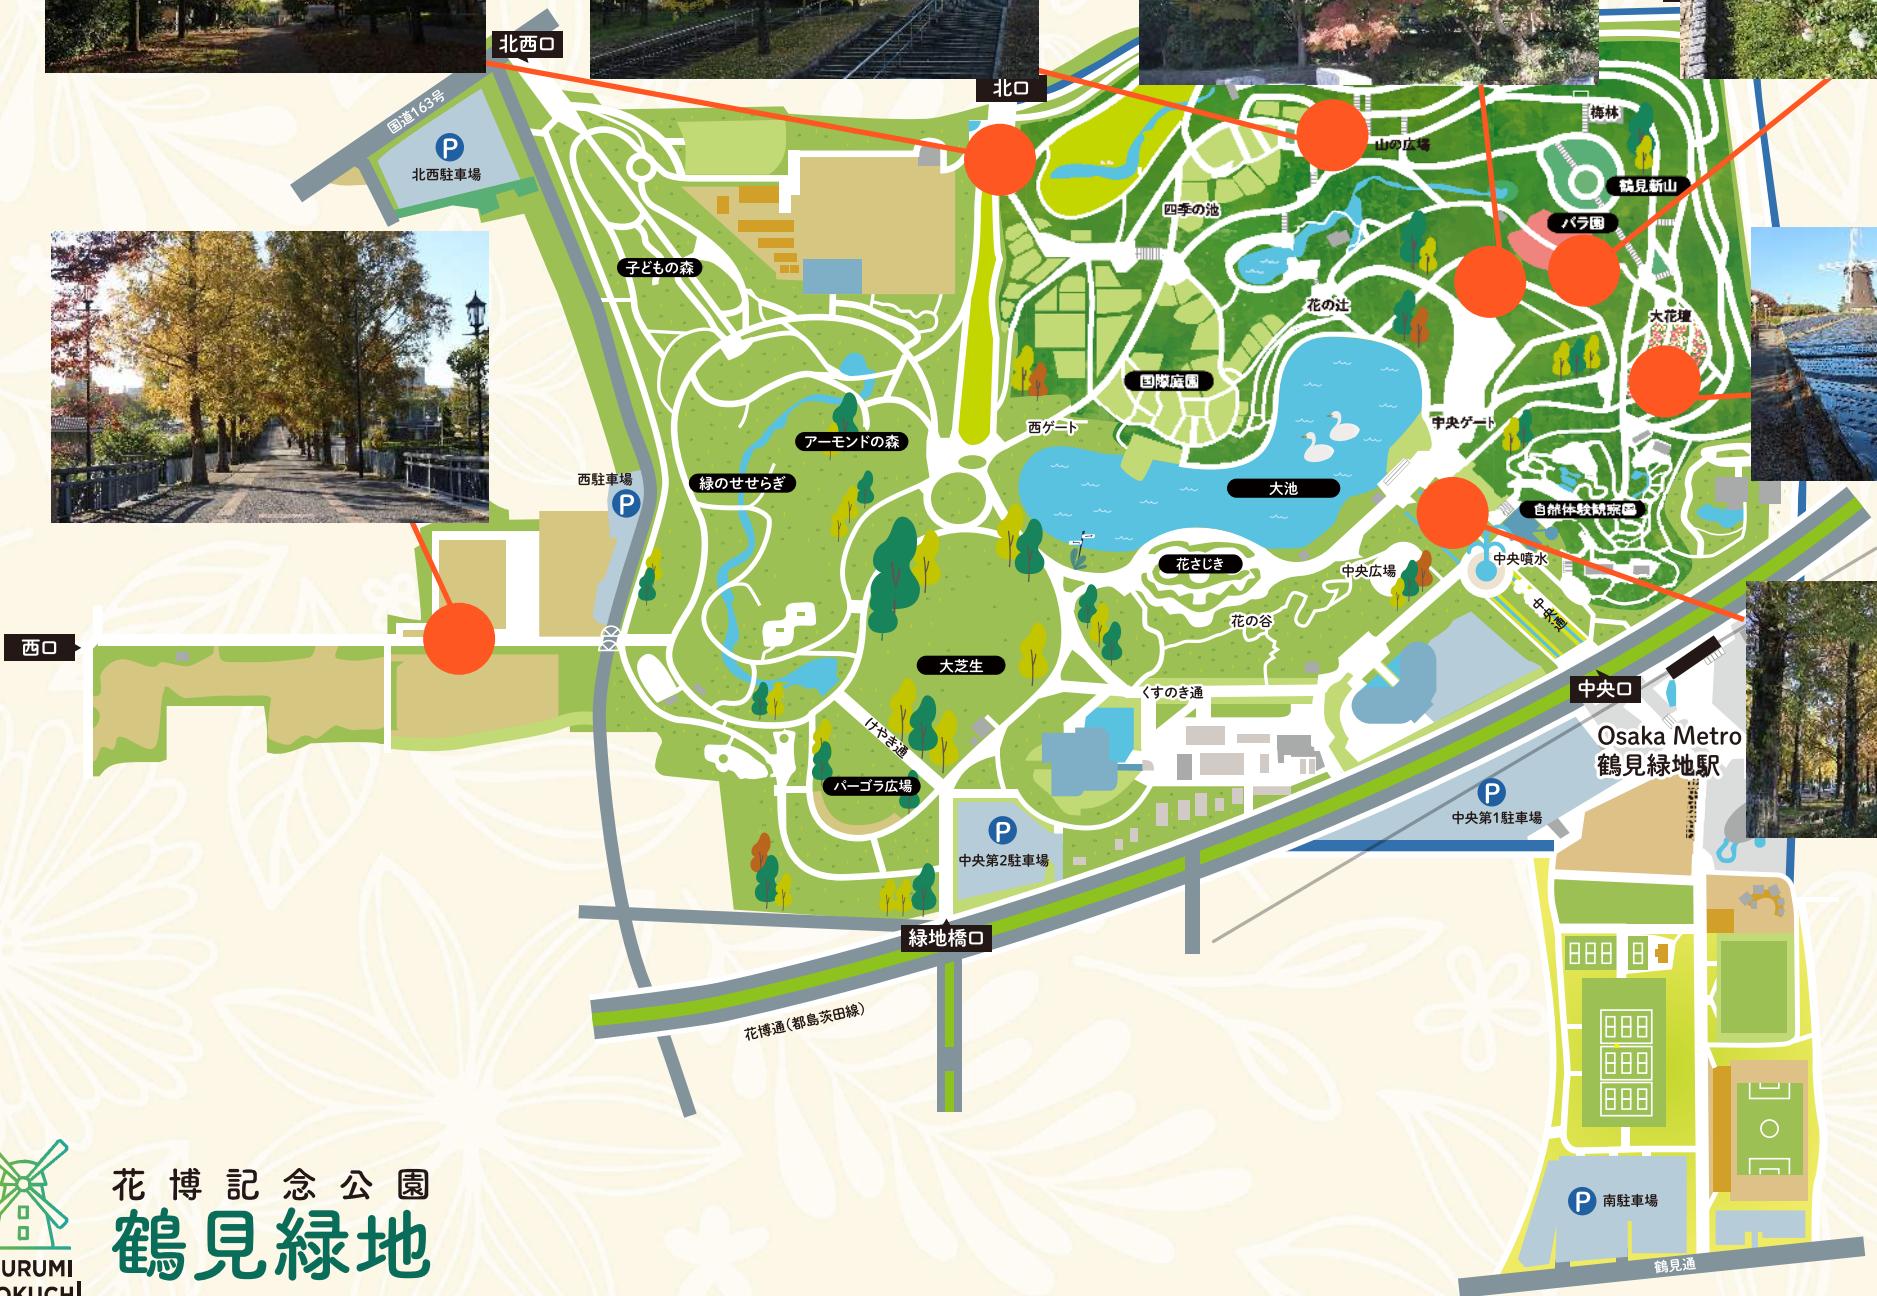 北西口
北口
国道163号
P
北西駐車場
梅林
山の広場
鶴見新山
四季の池
バラ園
子どもの森
花の辻
大花壇
国際庭園
西ゲート
中央ゲート
アーモンドの森
西駐車場
P
緑のせせらぎ
大池
自然体験観察園
花さじき
中央広場
中央噴水
中央通
花の谷
西口
大芝生
くすのき通
中央口
けやき通
Osaka Metro
鶴見緑地駅
パーゴラ広場
P
中央第1駐車場
P
中央第2駐車場
緑地橋口
花博通(都島茨田線)
花博記念公園
鶴見緑地
P
南駐車場
鶴見通